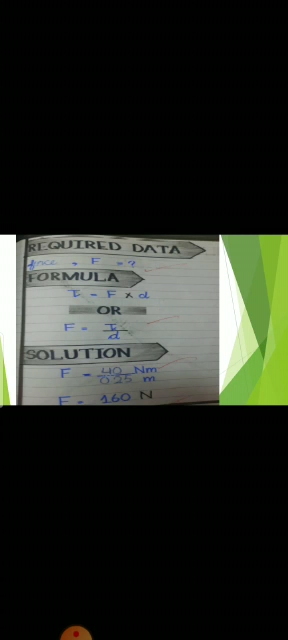 REQUIRED DATA
force = F = ?
FORMULA
τ = F × d
OR
F = τ/d
SOLUTION
F = 40 Nm / 0.25 m
F = 160 N